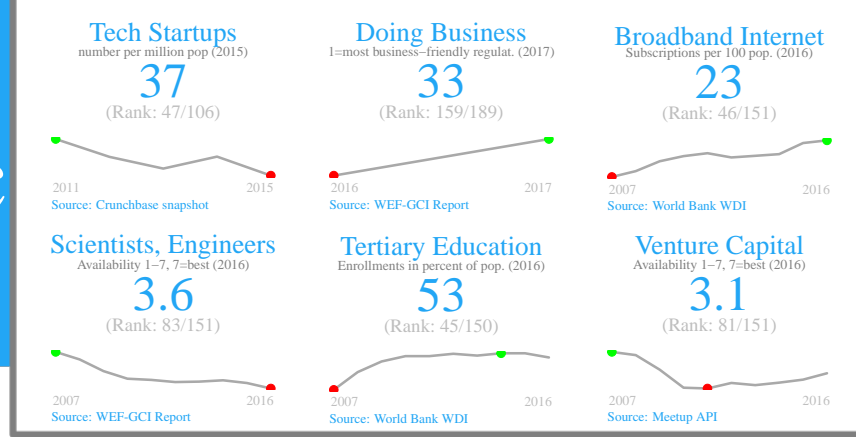 Tech Startups
number per million pop (2015)
37
(Rank: 47/106)
2011 2015
Source: Crunchbase snapshot
Doing Business
1=most business−friendly regulat. (2017)
33
(Rank: 159/189)
2016 2017
Source: WEF-GCI Report
Broadband Internet
Subscriptions per 100 pop. (2016)
23
(Rank: 46/151)
2007 2016
Source: World Bank WDI
Scientists, Engineers
Availability 1−7, 7=best (2016)
3.6
(Rank: 83/151)
2007 2016
Source: WEF-GCI Report
Tertiary Education
Enrollments in percent of pop. (2016)
53
(Rank: 45/150)
2007 2016
Source: World Bank WDI
Venture Capital
Availability 1−7, 7=best (2016)
3.1
(Rank: 81/151)
2007 2016
Source: Meetup API